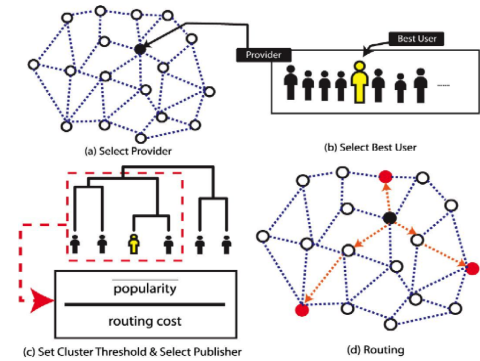 Provider
Best User
......
(a) Select Provider
(b) Select Best User
popularity
routing cost
(c) Set Cluster Threshold & Select Publisher
(d) Routing